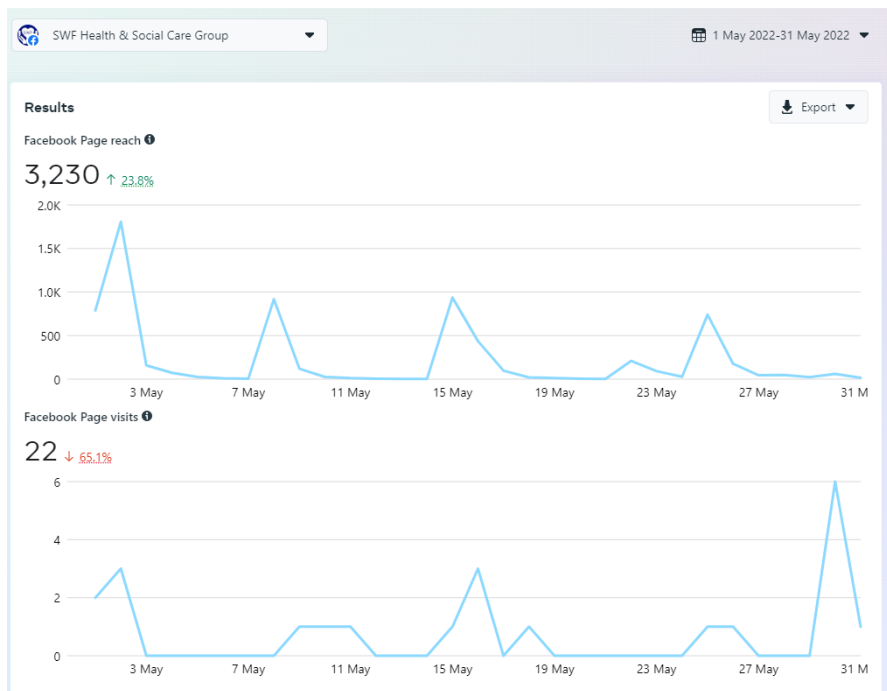 SWF Health & Social Care Group
1 May 2022-31 May 2022
Results
Export
Facebook Page reach
3,230 ↑ 23.8%
2.0K
1.5K
1.0K
500
0
3 May 7 May 11 May 15 May 19 May 23 May 27 May 31 M
Facebook Page visits
22 ↓ 65.1%
6
4
2
0
3 May 7 May 11 May 15 May 19 May 23 May 27 May 31 M